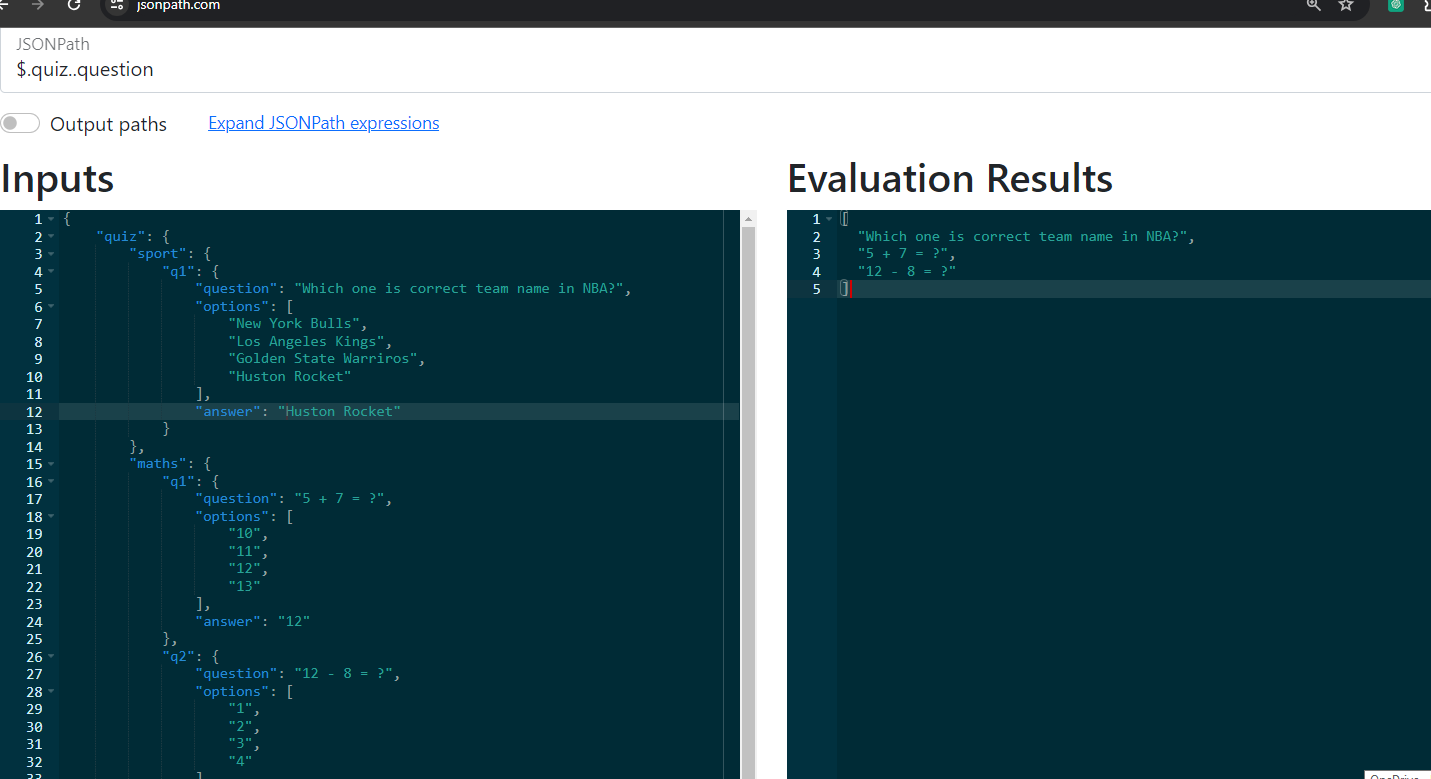 jsonpath.com
JSONPath
$.quiz..question
Output paths Expand JSONPath expressions
Inputs
1 {
2 "quiz": {
3 "sport": {
4 "q1": {
5 "question": "Which one is correct team name in NBA?",
6 "options": [
7 "New York Bulls",
8 "Los Angeles Kings",
9 "Golden State Warriros",
10 "Huston Rocket"
11 ],
12 "answer": "Huston Rocket"
13 }
14 },
15 "maths": {
16 "q1": {
17 "question": "5 + 7 = ?",
18 "options": [
19 "10",
20 "11",
21 "12",
22 "13"
23 ],
24 "answer": "12"
25 },
26 "q2": {
27 "question": "12 - 8 = ?",
28 "options": [
29 "1",
30 "2",
31 "3",
32 "4"
33 ]
Evaluation Results
1 [
2 "Which one is correct team name in NBA?",
3 "5 + 7 = ?",
4 "12 - 8 = ?"
5 ]
OneDrive